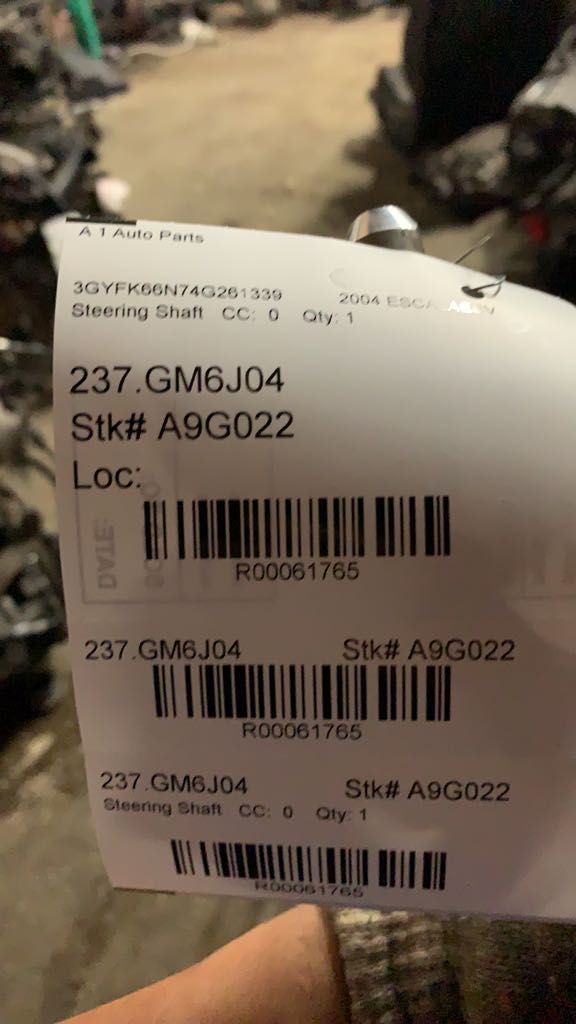 A 1 Auto Parts
3GYFK66N74G261339 2004
Steering Shaft CC: 0 Qty: 1
237.GM6J04
Stk# A9G022
Loc:
DATE:
R00061765
237.GM6J04 Stk# A9G022
R00061765
237.GM6J04 Stk# A9G022
Steering Shaft CC: 0 Qty: 1
R00061765